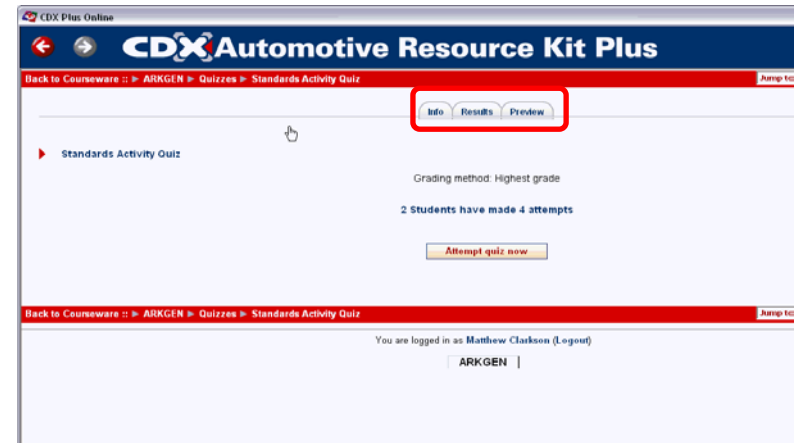 CDX Plus Online
CDX Automotive Resource Kit Plus
Back to Courseware :: ► ARKGEN ► Quizzes ► Standards Activity Quiz
Jump to
Info Results Preview
Standards Activity Quiz
Grading method: Highest grade
2 Students have made 4 attempts
Attempt quiz now
Back to Courseware :: ► ARKGEN ► Quizzes ► Standards Activity Quiz
Jump to
You are logged in as Matthew Clarkson (Logout)
ARKGEN |